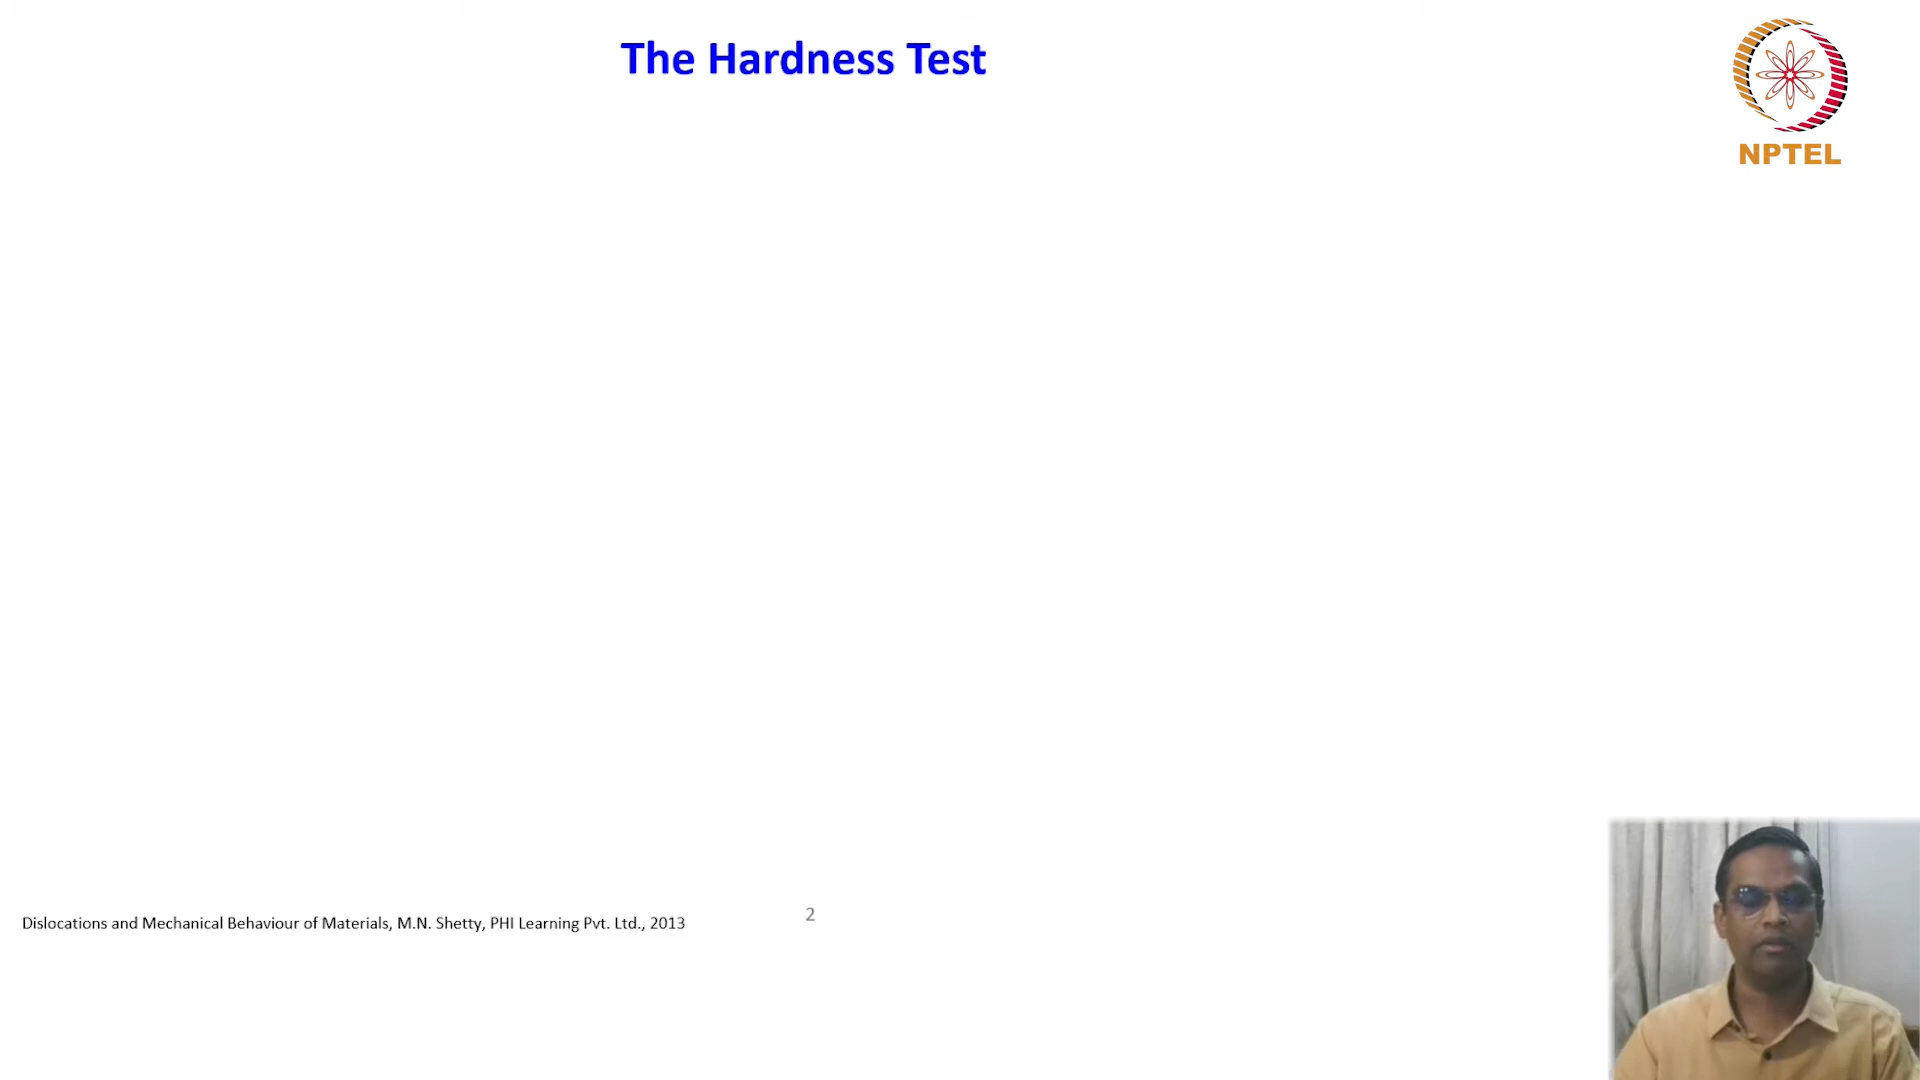 The Hardness Test
NPTEL
Dislocations and Mechanical Behaviour of Materials, M.N. Shetty, PHI Learning Pvt. Ltd., 2013
2